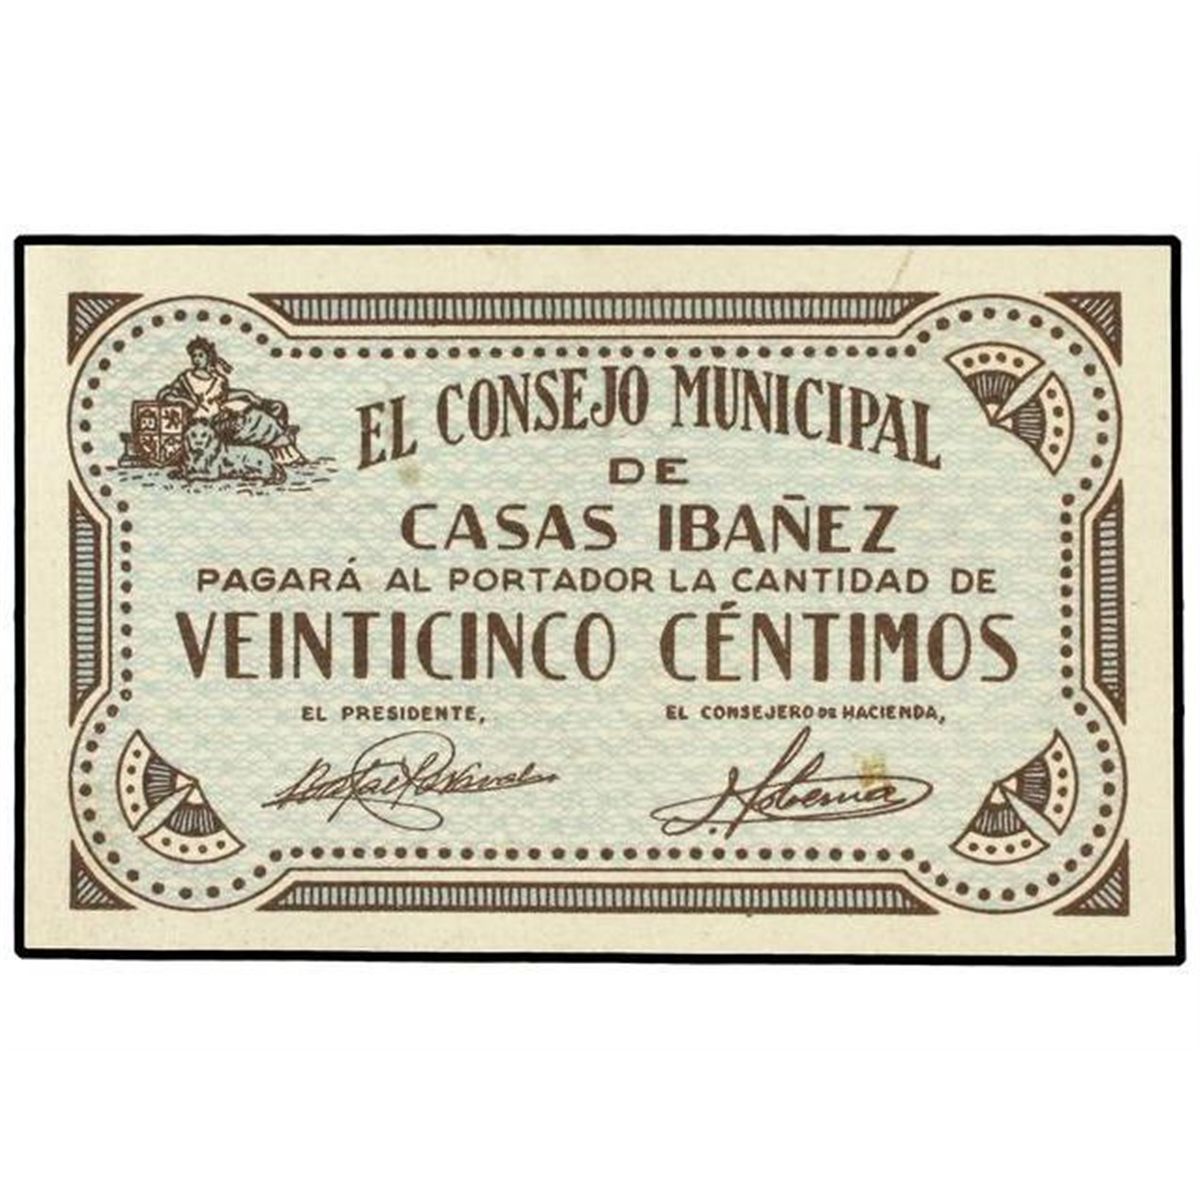 EL CONSEJO MUNICIPAL
DE
CASAS IBAÑEZ
PAGARÁ AL PORTADOR LA CANTIDAD DE
VEINTICINCO CÉNTIMOS
EL PRESIDENTE, EL CONSEJERO DE HACIENDA,